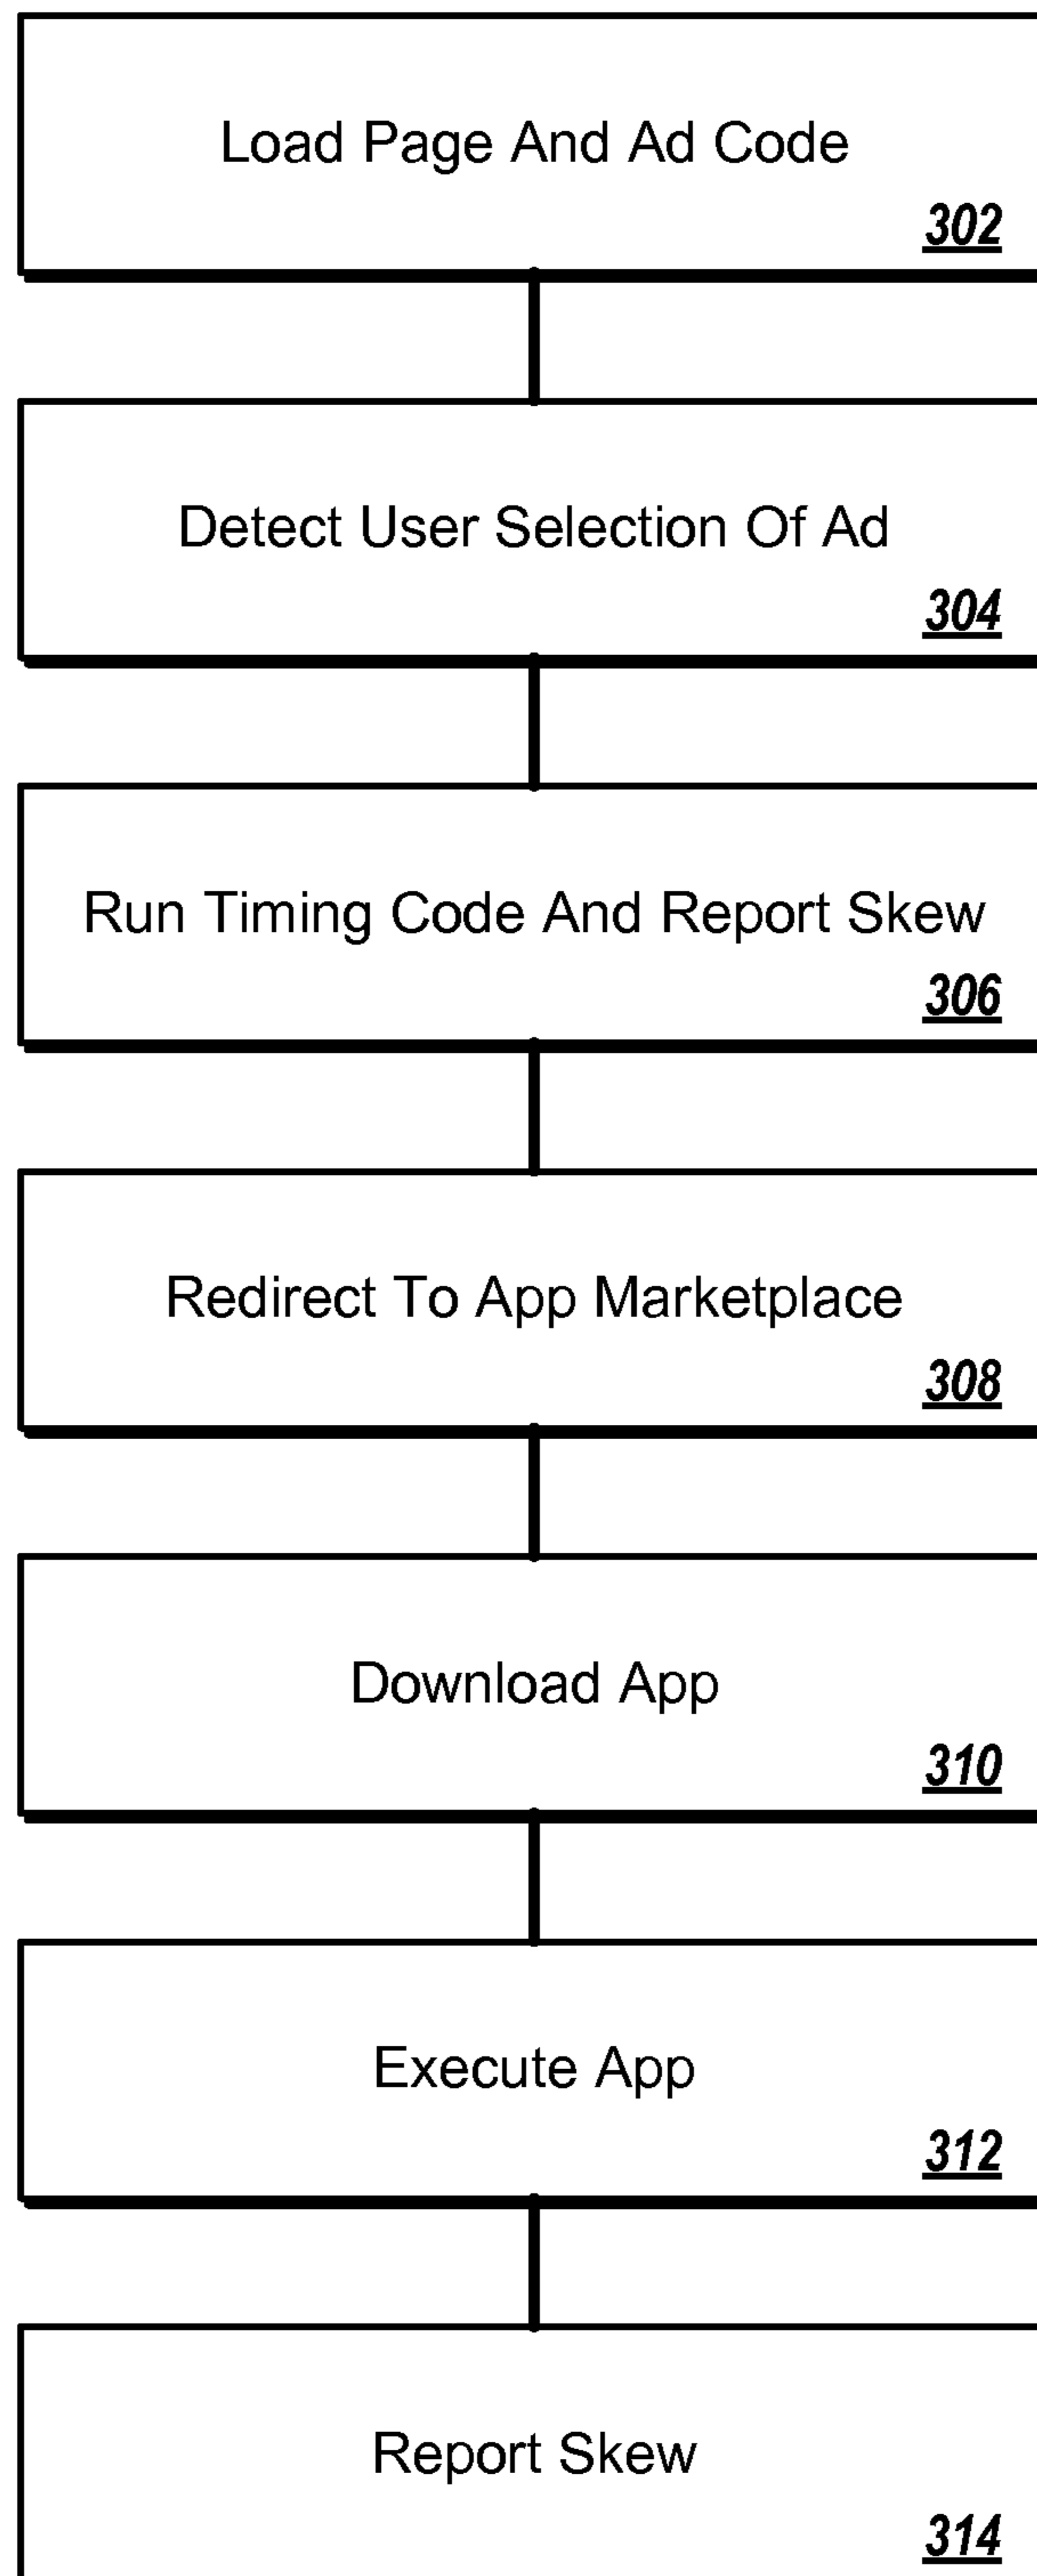 Load Page And Ad Code
302
Detect User Selection Of Ad
304
Run Timing Code And Report Skew
306
Redirect To App Marketplace
308
Download App
310
Execute App
312
Report Skew
314